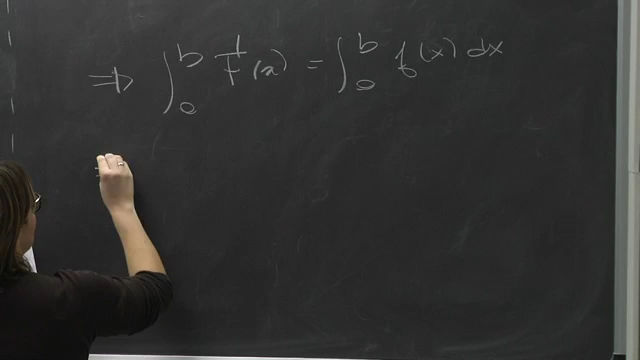 ⇒ ∫₀ᵇ F(x) = ∫₀ᵇ f(x) dx